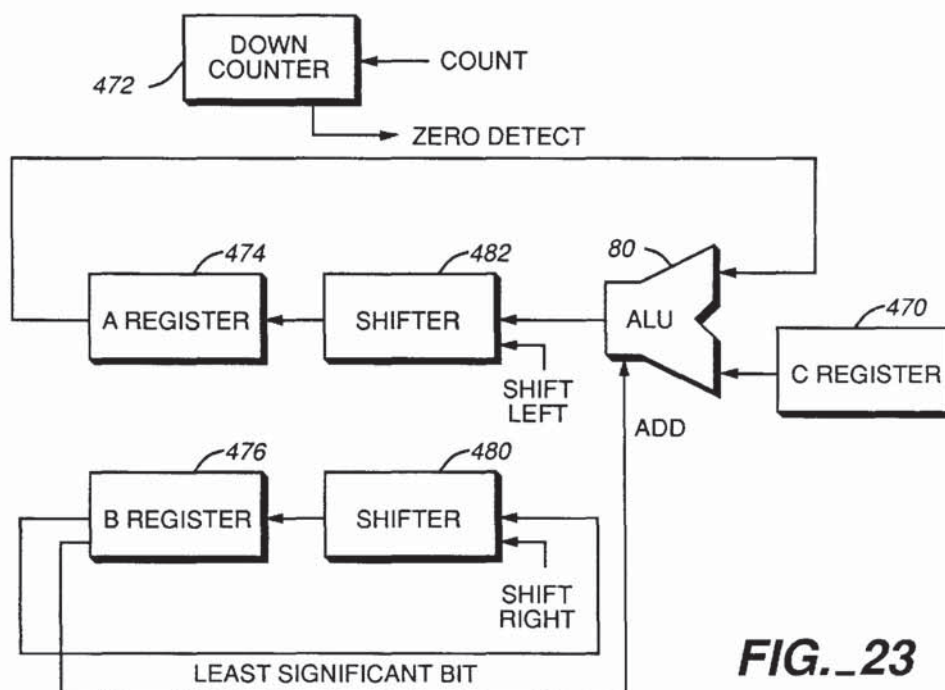 DOWN
COUNTER
472
COUNT
ZERO DETECT
474
482
80
470
A REGISTER
SHIFTER
ALU
C REGISTER
SHIFT
LEFT
ADD
476
480
B REGISTER
SHIFTER
SHIFT
RIGHT
LEAST SIGNIFICANT BIT
FIG._23